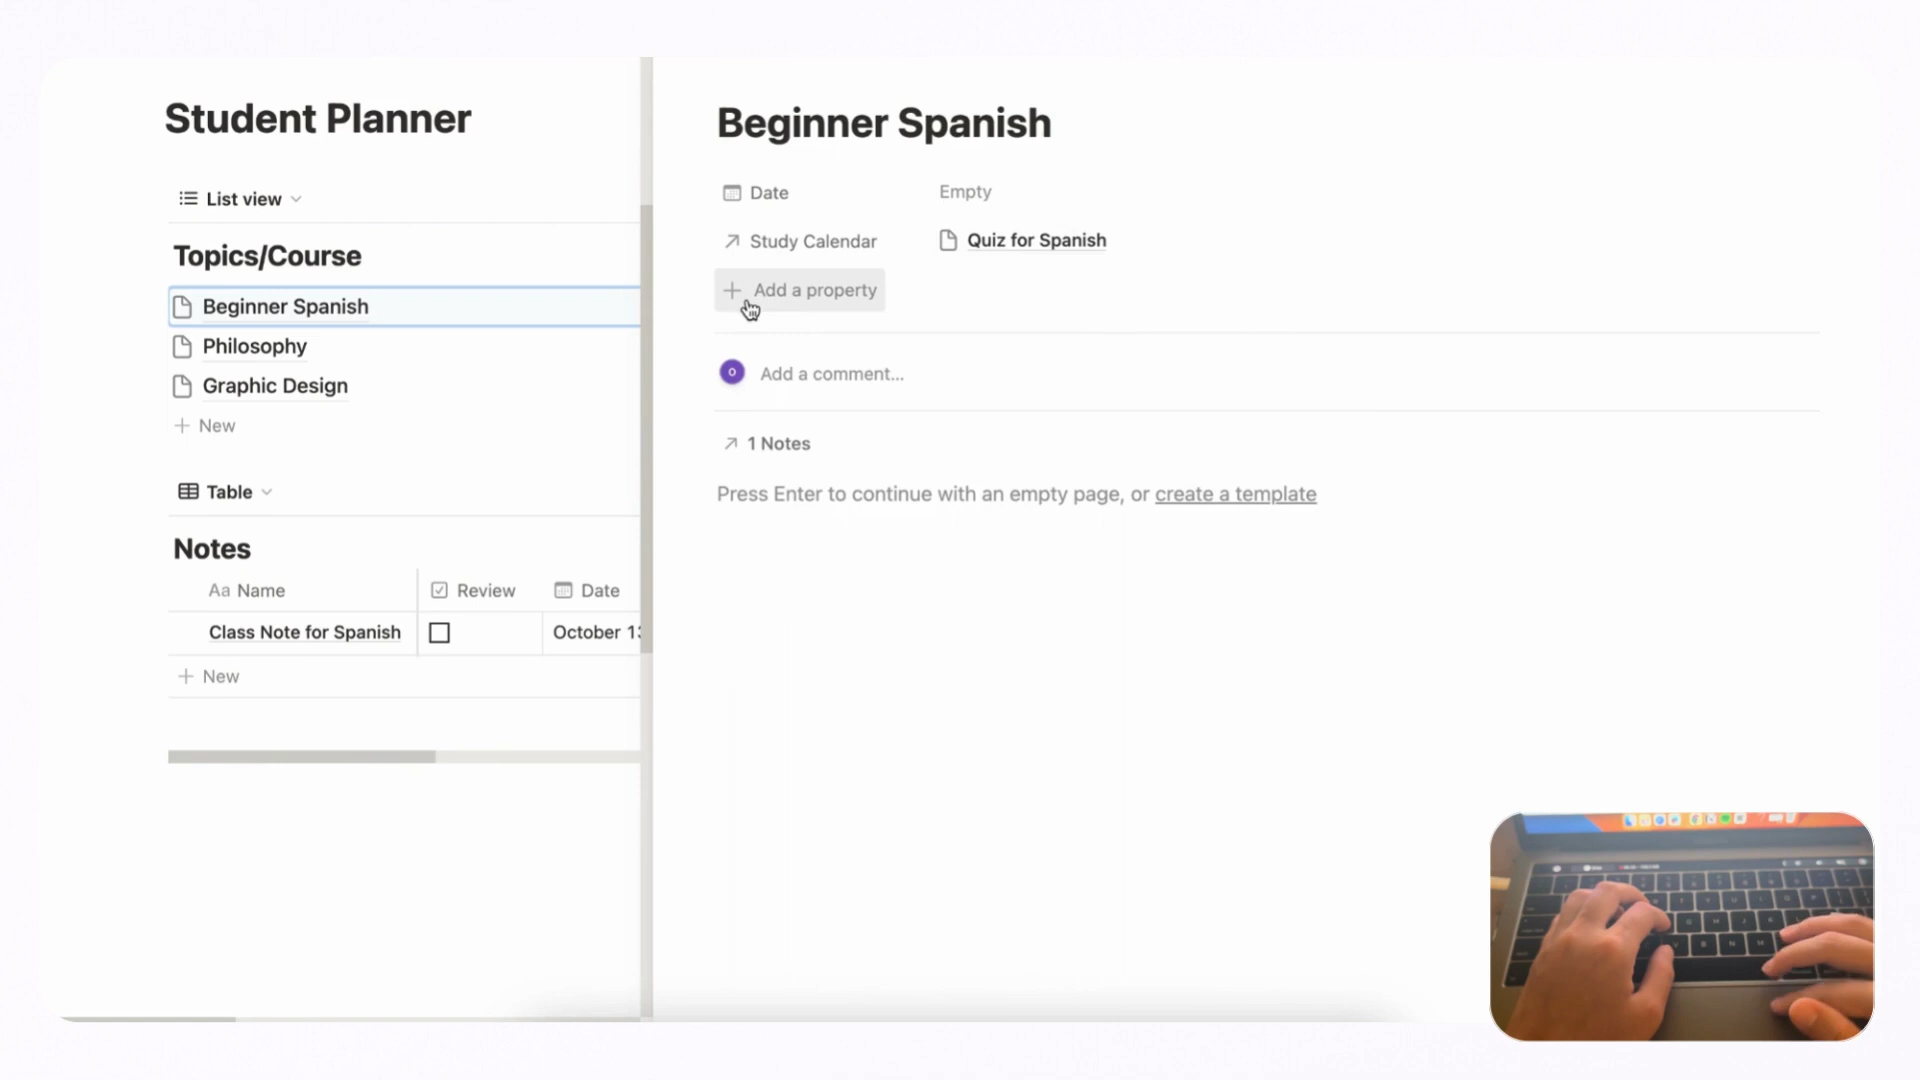 Student Planner
List view
Topics/Course
Beginner Spanish
Philosophy
Graphic Design
+ New
Table
Notes
Aa Name
Review
Date
Class Note for Spanish
October 13
+ New
Beginner Spanish
Date
Empty
Study Calendar
Quiz for Spanish
+ Add a property
O
Add a comment...
1 Notes
Press Enter to continue with an empty page, or create a template